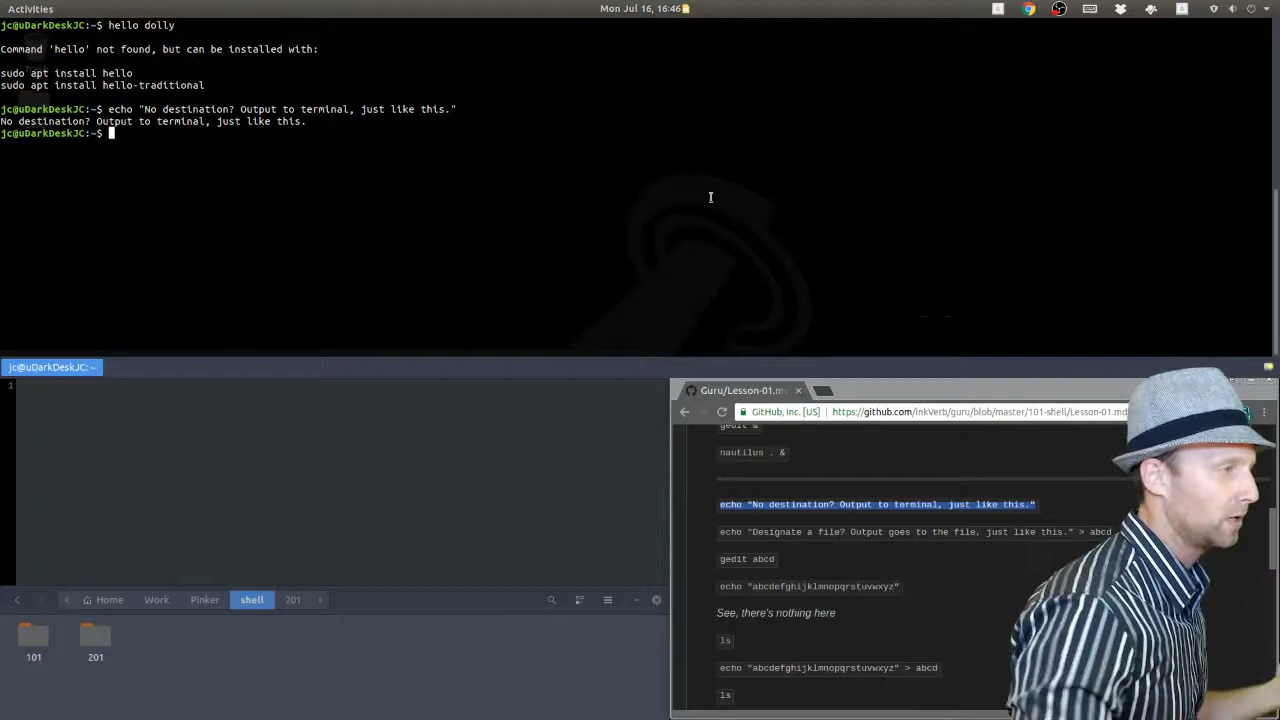 Activities
Mon Jul 16, 16:46
jc@uDarkDeskJC:~$ hello dolly
Command 'hello' not found, but can be installed with:
sudo apt install hello
sudo apt install hello-traditional
jc@uDarkDeskJC:~$ echo "No destination? Output to terminal, just like this."
No destination? Output to terminal, just like this.
jc@uDarkDeskJC:~$
jc@uDarkDeskJC: ~
1
Guru/Lesson-01.m
GitHub, Inc. [US] https://github.com/inkVerb/guru/blob/master/101-shell/Lesson-01.md
gedit &
nautilus . &
echo "No destination? Output to terminal, just like this."
echo "Designate a file? Output goes to the file, just like this." > abcd
gedit abcd
echo "abcdefghijklmnopqrstuvwxyz"
See, there's nothing here
ls
echo "abcdefghijklmnopqrstuvwxyz" > abcd
ls
Home Work Pinker shell 201
101 201